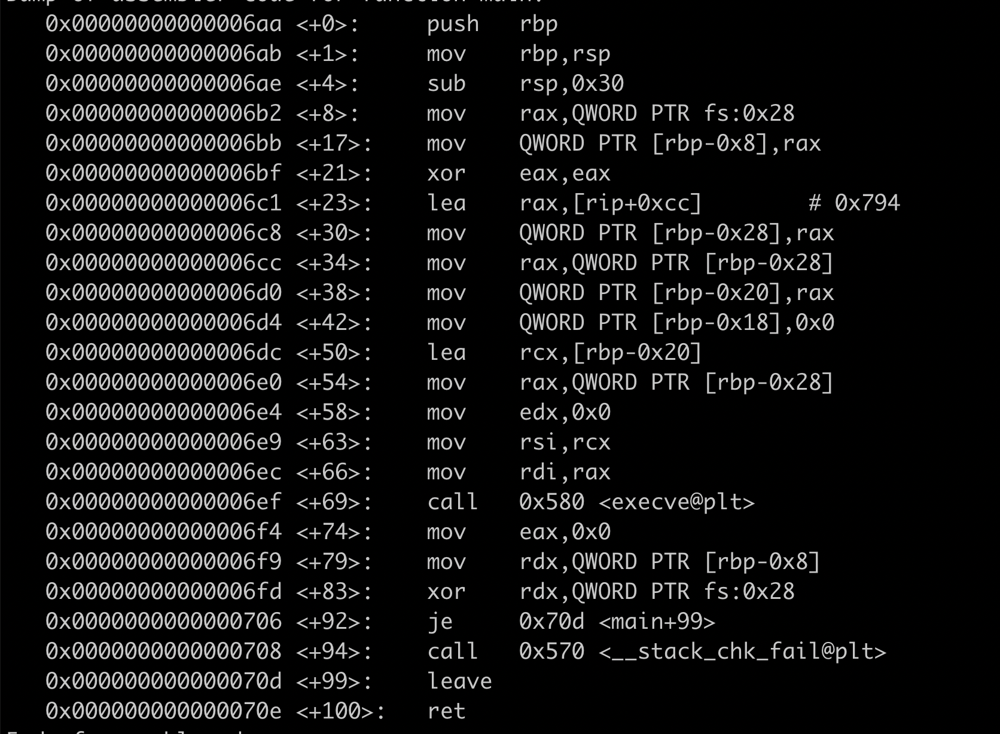 Dump of assembler code for function main:
0x00000000000006aa <+0>: push rbp
0x00000000000006ab <+1>: mov rbp,rsp
0x00000000000006ae <+4>: sub rsp,0x30
0x00000000000006b2 <+8>: mov rax,QWORD PTR fs:0x28
0x00000000000006bb <+17>: mov QWORD PTR [rbp-0x8],rax
0x00000000000006bf <+21>: xor eax,eax
0x00000000000006c1 <+23>: lea rax,[rip+0xcc] # 0x794
0x00000000000006c8 <+30>: mov QWORD PTR [rbp-0x28],rax
0x00000000000006cc <+34>: mov rax,QWORD PTR [rbp-0x28]
0x00000000000006d0 <+38>: mov QWORD PTR [rbp-0x20],rax
0x00000000000006d4 <+42>: mov QWORD PTR [rbp-0x18],0x0
0x00000000000006dc <+50>: lea rcx,[rbp-0x20]
0x00000000000006e0 <+54>: mov rax,QWORD PTR [rbp-0x28]
0x00000000000006e4 <+58>: mov edx,0x0
0x00000000000006e9 <+63>: mov rsi,rcx
0x00000000000006ec <+66>: mov rdi,rax
0x00000000000006ef <+69>: call 0x580 <execve@plt>
0x00000000000006f4 <+74>: mov eax,0x0
0x00000000000006f9 <+79>: mov rdx,QWORD PTR [rbp-0x8]
0x00000000000006fd <+83>: xor rdx,QWORD PTR fs:0x28
0x0000000000000706 <+92>: je 0x70d <main+99>
0x0000000000000708 <+94>: call 0x570 <__stack_chk_fail@plt>
0x000000000000070d <+99>: leave
0x000000000000070e <+100>: ret